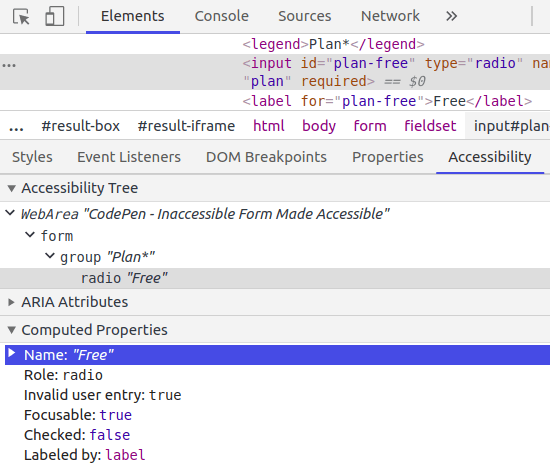 Elements Console Sources Network »
<legend>Plan*</legend>
… <input id="plan-free" type="radio" na
"plan" required> == $0
<label for="plan-free">Free</label>
… #result-box #result-iframe html body form fieldset input#plan
Styles Event Listeners DOM Breakpoints Properties Accessibility
Accessibility Tree
WebArea "CodePen - Inaccessible Form Made Accessible"
form
group "Plan*"
radio "Free"
ARIA Attributes
Computed Properties
Name: "Free"
Role: radio
Invalid user entry: true
Focusable: true
Checked: false
Labeled by: label